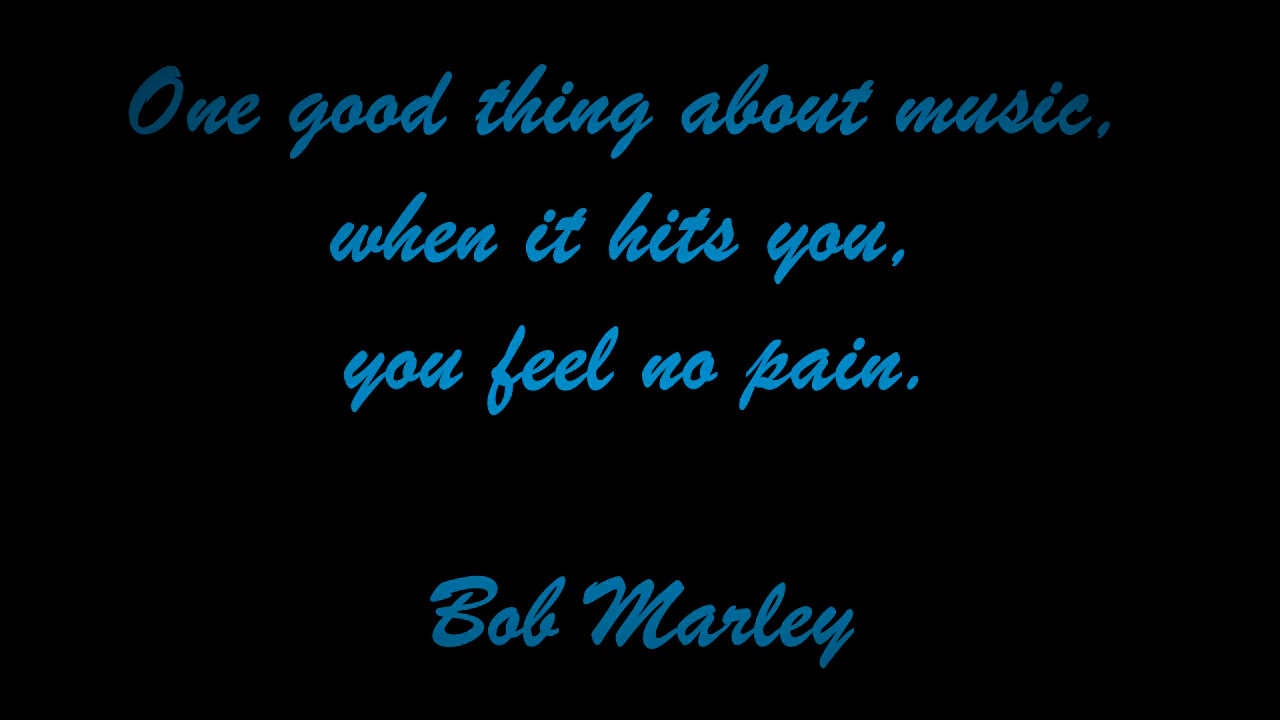 One good thing about music,
when it hits you,
you feel no pain.
Bob Marley